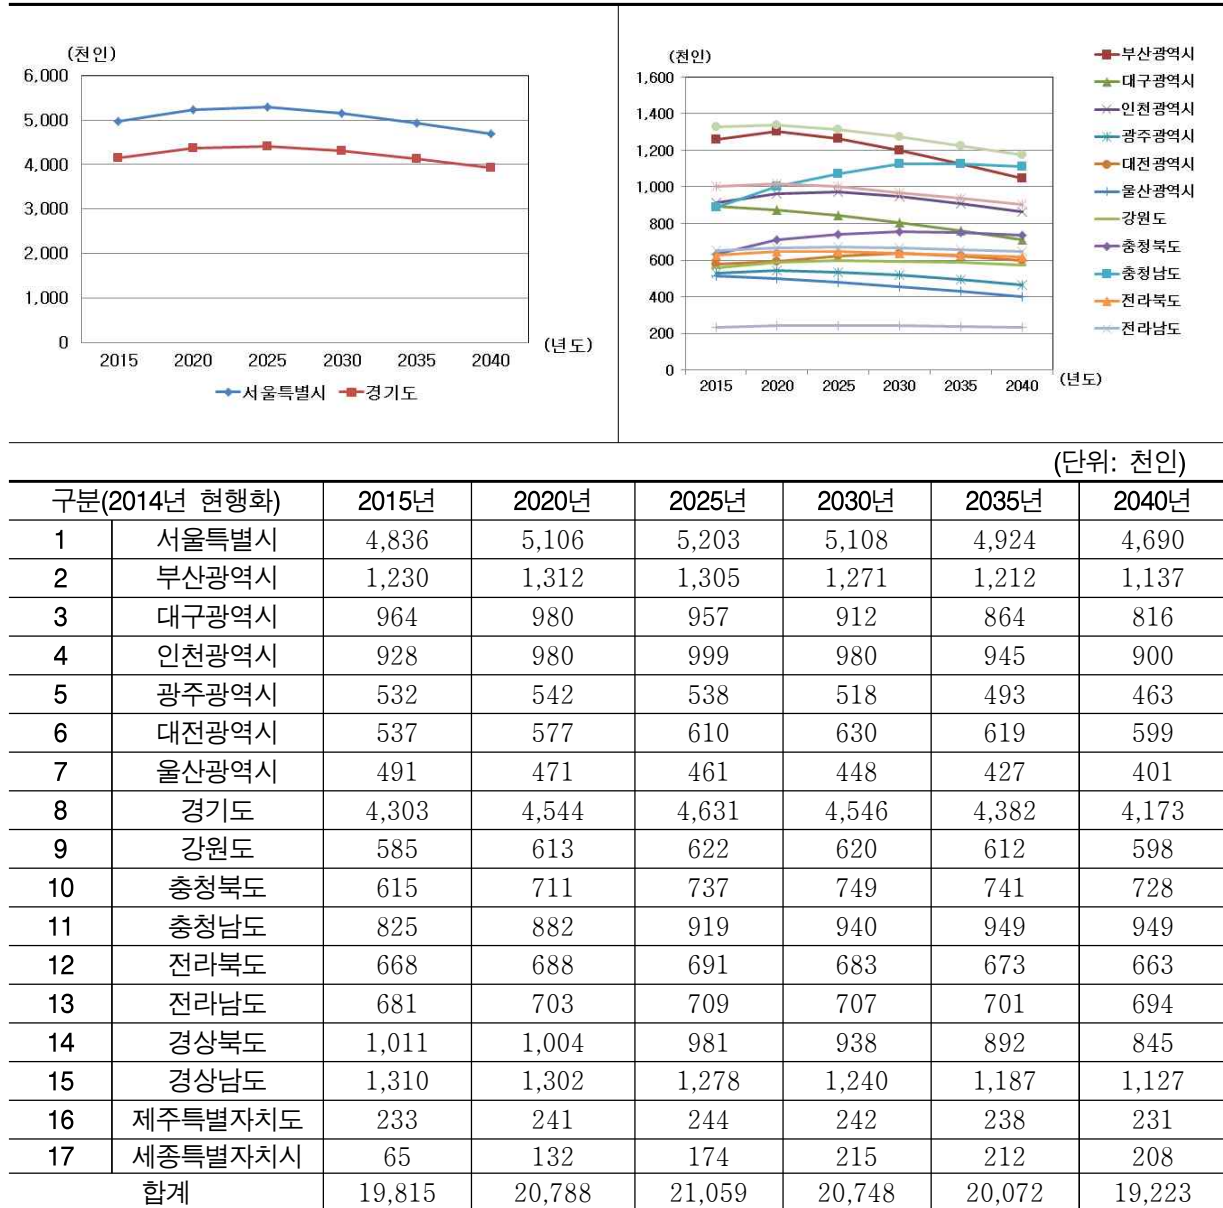 (천인)
6,000
5,000
4,000
3,000
2,000
1,000
0
2015 2020 2025 2030 2035 2040
(년도)
서울특별시 경기도
(천인)
1,600
1,400
1,200
1,000
800
600
400
200
0
2015 2020 2025 2030 2035 2040
(년도)
부산광역시
대구광역시
인천광역시
광주광역시
대전광역시
울산광역시
강원도
충청북도
충청남도
전라북도
전라남도
(단위: 천인)
구분(2014년 현행화) 2015년 2020년 2025년 2030년 2035년 2040년
1 서울특별시 4,836 5,106 5,203 5,108 4,924 4,690
2 부산광역시 1,230 1,312 1,305 1,271 1,212 1,137
3 대구광역시 964 980 957 912 864 816
4 인천광역시 928 980 999 980 945 900
5 광주광역시 532 542 538 518 493 463
6 대전광역시 537 577 610 630 619 599
7 울산광역시 491 471 461 448 427 401
8 경기도 4,303 4,544 4,631 4,546 4,382 4,173
9 강원도 585 613 622 620 612 598
10 충청북도 615 711 737 749 741 728
11 충청남도 825 882 919 940 949 949
12 전라북도 668 688 691 683 673 663
13 전라남도 681 703 709 707 701 694
14 경상북도 1,011 1,004 981 938 892 845
15 경상남도 1,310 1,302 1,278 1,240 1,187 1,127
16 제주특별자치도 233 241 244 242 238 231
17 세종특별자치시 65 132 174 215 212 208
합계 19,815 20,788 21,059 20,748 20,072 19,223